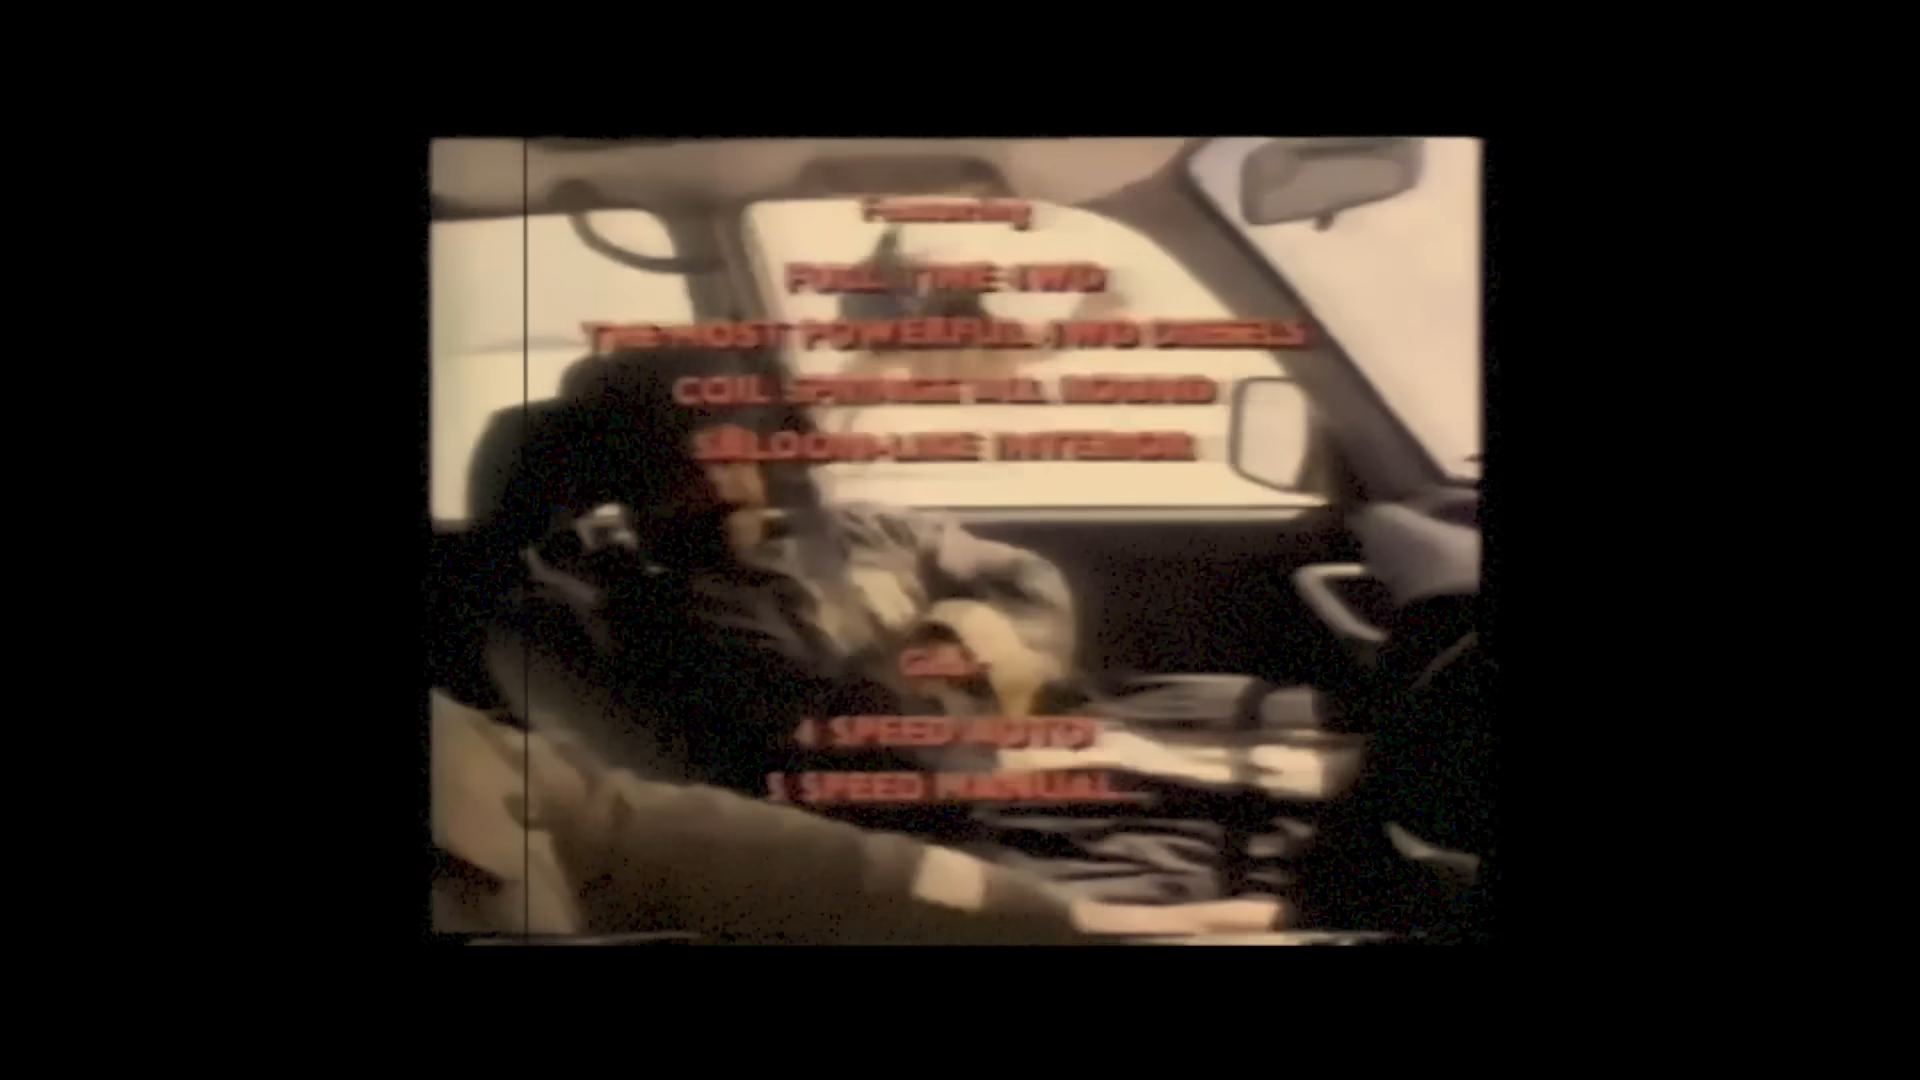 Featuring
FULL TIME 4WD
THE MOST POWERFUL 4WD DIESELS
COIL SPRINGS ALL ROUND
SALOON-LIKE INTERIOR
4 SPEED AUTO
5 SPEED MANUAL